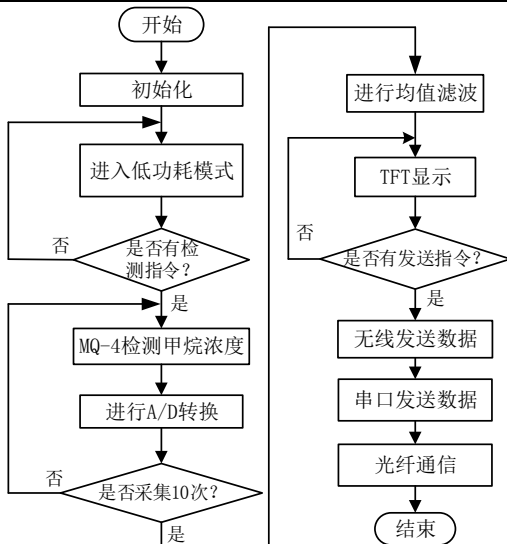 开始
初始化
进入低功耗模式
是否有检
测指令?
否
是
MQ-4检测甲烷浓度
进行A/D转换
否
是否采集10次?
是
进行均值滤波
TFT显示
否
是否有发送指令?
是
无线发送数据
串口发送数据
光纤通信
结束